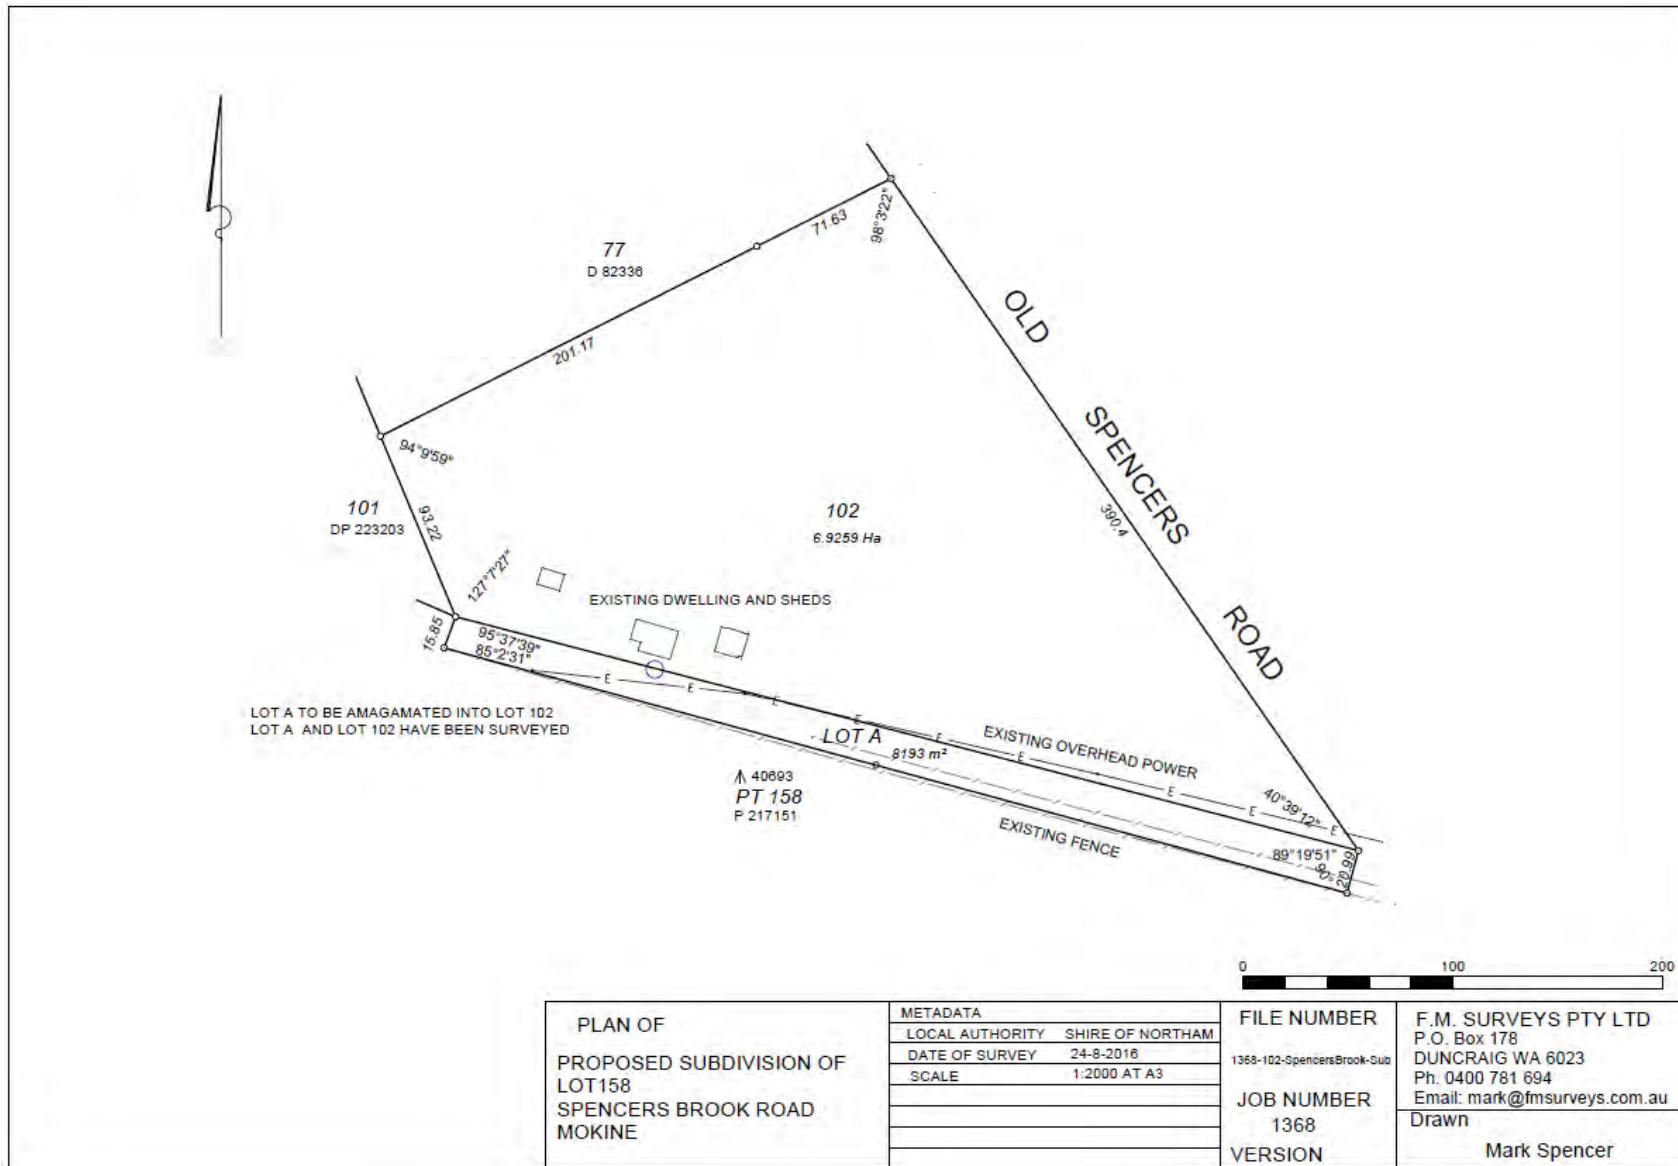 77
D 82336
71.63
98°3'22"
201.17
OLD
SPENCERS
ROAD
390.4
94°9'59"
101
DP 223203
93.22
102
6.9259 Ha
127°7'27"
EXISTING DWELLING AND SHEDS
15.85
95°37'39"
85°2'31"
E
E
E
E
E
E
E
E
E
LOT A TO BE AMAGAMATED INTO LOT 102
LOT A AND LOT 102 HAVE BEEN SURVEYED
LOT A
8193 m²
EXISTING OVERHEAD POWER
40693
PT 158
P 217151
EXISTING FENCE
40°39'12"
89°19'51"
90°
20.99
0 100 200
PLAN OF
PROPOSED SUBDIVISION OF
LOT158
SPENCERS BROOK ROAD
MOKINE
METADATA
LOCAL AUTHORITY SHIRE OF NORTHAM
DATE OF SURVEY 24-8-2016
SCALE 1:2000 AT A3
FILE NUMBER
1368-102-SpencersBrook-Sub
JOB NUMBER
1368
VERSION
F.M. SURVEYS PTY LTD
P.O. Box 178
DUNCRAIG WA 6023
Ph. 0400 781 694
Email: mark@fmsurveys.com.au
Drawn
Mark Spencer